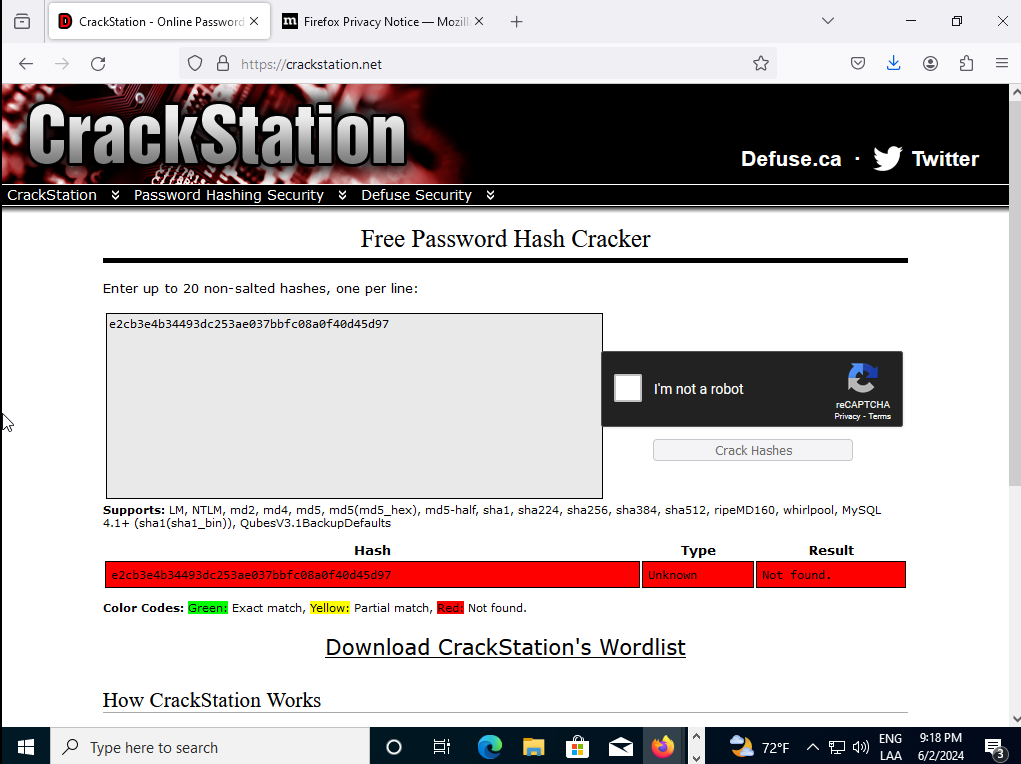 CrackStation - Online Password
Firefox Privacy Notice — Mozill
https://crackstation.net
CrackStation
Defuse.ca · Twitter
CrackStation Password Hashing Security Defuse Security
Free Password Hash Cracker
Enter up to 20 non-salted hashes, one per line:
e2cb3e4b34493dc253ae037bbfc08a0f40d45d97
I'm not a robot
reCAPTCHA
Privacy - Terms
Crack Hashes
Supports: LM, NTLM, md2, md4, md5, md5(md5_hex), md5-half, sha1, sha224, sha256, sha384, sha512, ripeMD160, whirlpool, MySQL
4.1+ (sha1(sha1_bin)), QubesV3.1BackupDefaults
Hash Type Result
e2cb3e4b34493dc253ae037bbfc08a0f40d45d97 Unknown Not found.
Color Codes: Green: Exact match, Yellow: Partial match, Red: Not found.
Download CrackStation's Wordlist
How CrackStation Works
Type here to search
72°F
ENG
LAA
9:18 PM
6/2/2024
3